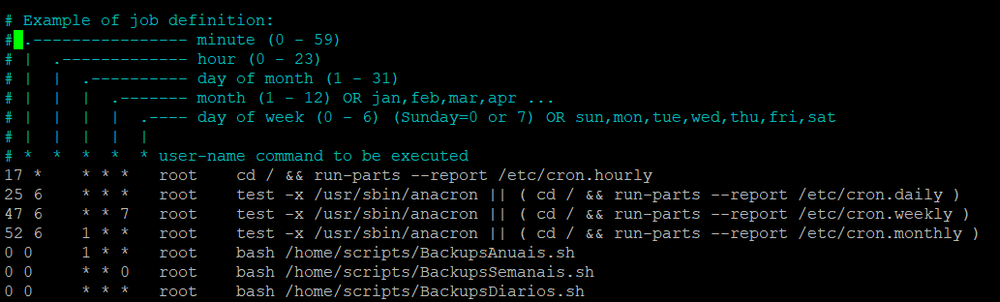 # Example of job definition:
# .---------------- minute (0 - 59)
# |  .------------- hour (0 - 23)
# |  |  .---------- day of month (1 - 31)
# |  |  |  .------- month (1 - 12) OR jan,feb,mar,apr ...
# |  |  |  |  .---- day of week (0 - 6) (Sunday=0 or 7) OR sun,mon,tue,wed,thu,fri,sat
# |  |  |  |  |
# *  *  *  *  * user-name command to be executed
17 *    * * *   root    cd / && run-parts --report /etc/cron.hourly
25 6    * * *   root    test -x /usr/sbin/anacron || ( cd / && run-parts --report /etc/cron.daily )
47 6    * * 7   root    test -x /usr/sbin/anacron || ( cd / && run-parts --report /etc/cron.weekly )
52 6    1 * *   root    test -x /usr/sbin/anacron || ( cd / && run-parts --report /etc/cron.monthly )
0 0     1 * *   root    bash /home/scripts/BackupsAnuais.sh
0 0     * * 0   root    bash /home/scripts/BackupsSemanais.sh
0 0     * * *   root    bash /home/scripts/BackupsDiarios.sh